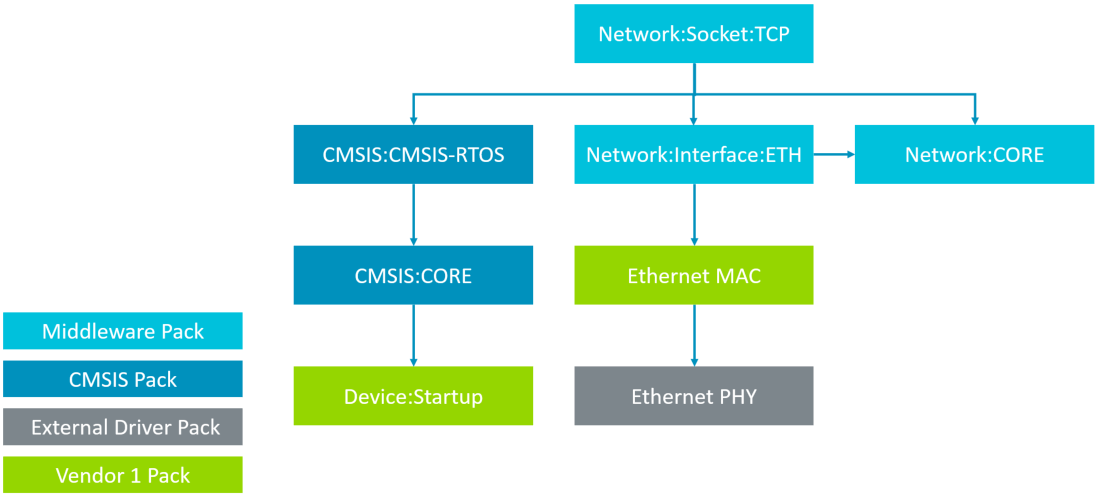 Network:Socket:TCP
CMSIS:CMSIS-RTOS
Network:Interface:ETH
Network:CORE
CMSIS:CORE
Ethernet MAC
Device:Startup
Ethernet PHY
Middleware Pack
CMSIS Pack
External Driver Pack
Vendor 1 Pack